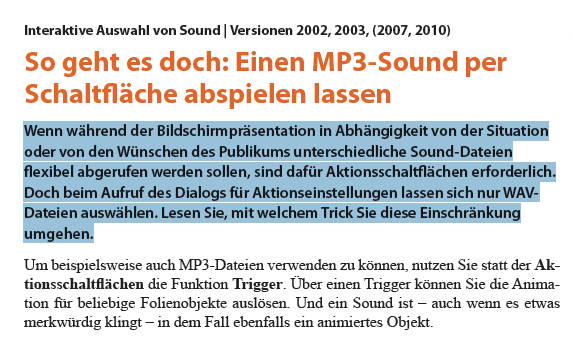 Interaktive Auswahl von Sound | Versionen 2002, 2003, (2007, 2010)
So geht es doch: Einen MP3-Sound per
Schaltfläche abspielen lassen
Wenn während der Bildschirmpräsentation in Abhängigkeit von der Situation
oder von den Wünschen des Publikums unterschiedliche Sound-Dateien
flexibel abgerufen werden sollen, sind dafür Aktionsschaltflächen erforderlich.
Doch beim Aufruf des Dialogs für Aktionseinstellungen lassen sich nur WAV-
Dateien auswählen. Lesen Sie, mit welchem Trick Sie diese Einschränkung
umgehen.
Um beispielsweise auch MP3-Dateien verwenden zu können, nutzen Sie statt der Ak-
tionsschaltflächen die Funktion Trigger. Über einen Trigger können Sie die Anima-
tion für beliebige Folienobjekte auslösen. Und ein Sound ist – auch wenn es etwas
merkwürdig klingt – in dem Fall ebenfalls ein animiertes Objekt.